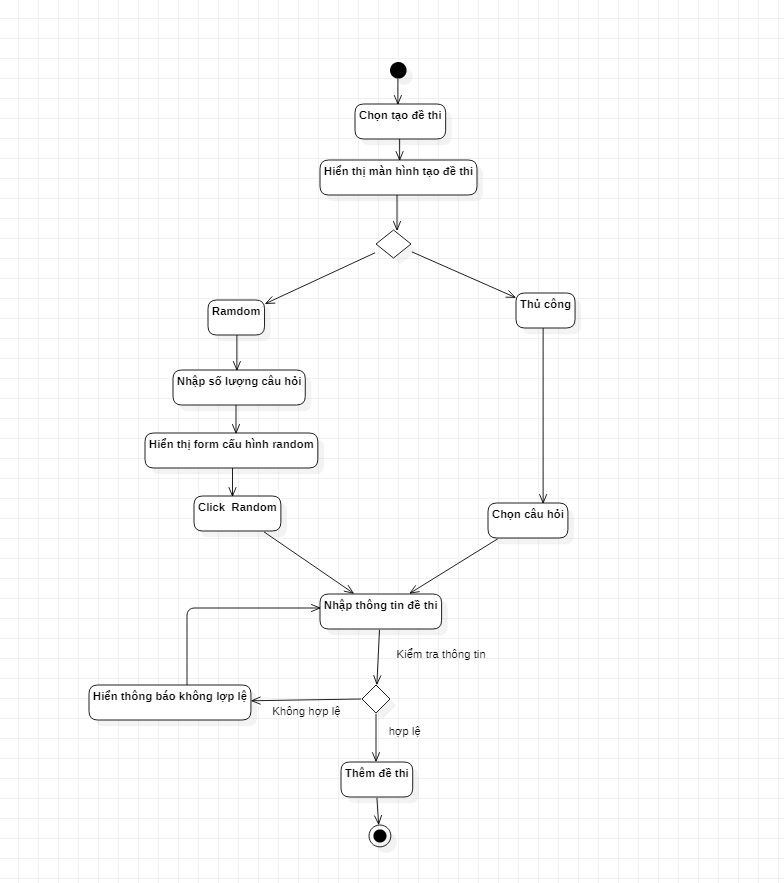 Chọn tạo đề thi
Hiển thị màn hình tạo đề thi
Ramdom
Thủ công
Nhập số lượng câu hỏi
Hiển thị form cấu hình random
Click  Random
Chọn câu hỏi
Nhập thông tin đề thi
Kiểm tra thông tin
Hiển thông báo không lợp lệ
Không hợp lệ
hợp lệ
Thêm đề thi